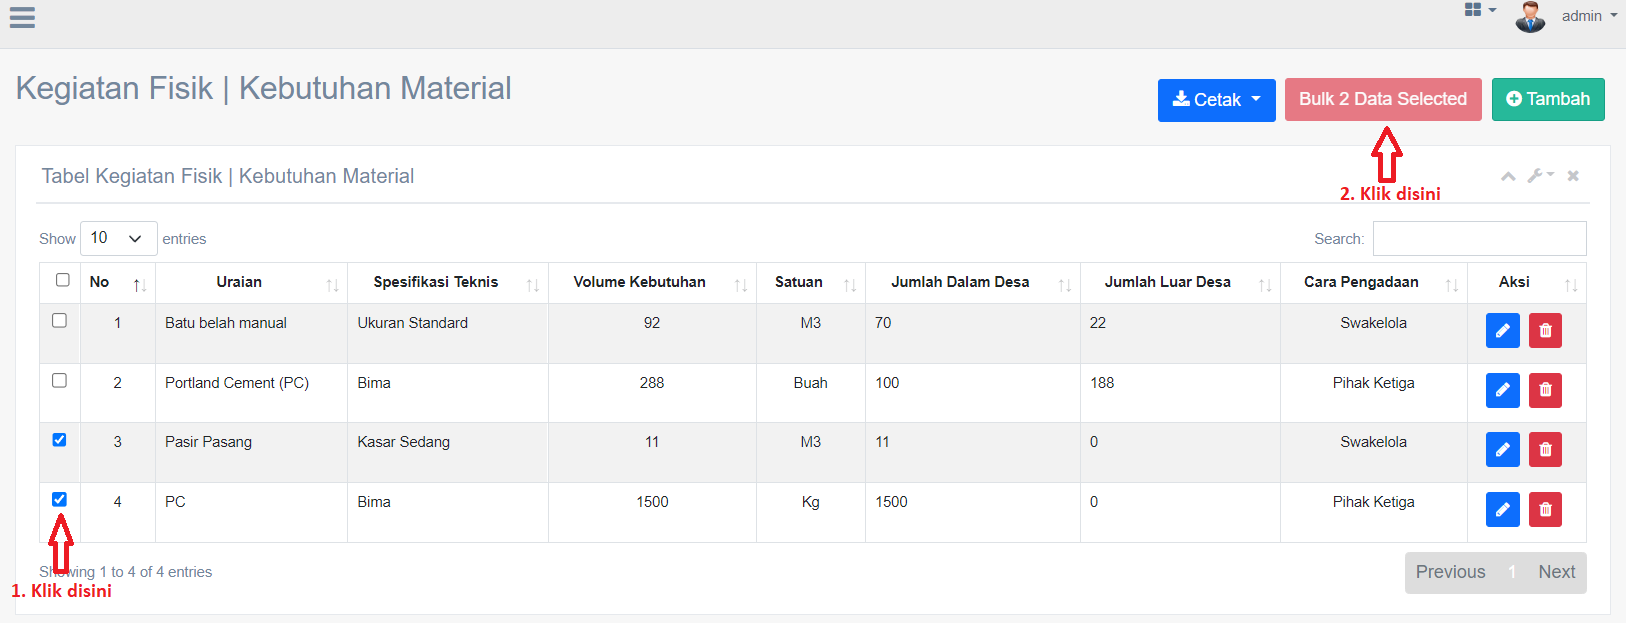 admin
Kegiatan Fisik | Kebutuhan Material
Cetak
Bulk 2 Data Selected
Tambah
Tabel Kegiatan Fisik | Kebutuhan Material
2. Klik disini
Show 10 entries
Search:
No Uraian Spesifikasi Teknis Volume Kebutuhan Satuan Jumlah Dalam Desa Jumlah Luar Desa Cara Pengadaan Aksi
1 Batu belah manual Ukuran Standard 92 M3 70 22 Swakelola
2 Portland Cement (PC) Bima 288 Buah 100 188 Pihak Ketiga
3 Pasir Pasang Kasar Sedang 11 M3 11 0 Swakelola
4 PC Bima 1500 Kg 1500 0 Pihak Ketiga
Showing 1 to 4 of 4 entries
Previous 1 Next
1. Klik disini